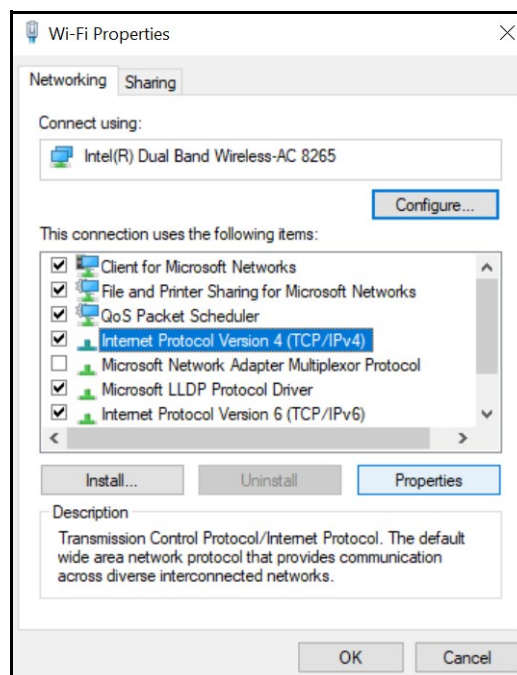 Wi-Fi Properties
Networking
Sharing
Connect using:
Intel(R) Dual Band Wireless-AC 8265
Configure...
This connection uses the following items:
Client for Microsoft Networks
File and Printer Sharing for Microsoft Networks
QoS Packet Scheduler
Internet Protocol Version 4 (TCP/IPv4)
Microsoft Network Adapter Multiplexor Protocol
Microsoft LLDP Protocol Driver
Internet Protocol Version 6 (TCP/IPv6)
Install...
Uninstall
Properties
Description
Transmission Control Protocol/Internet Protocol. The default
wide area network protocol that provides communication
across diverse interconnected networks.
OK
Cancel